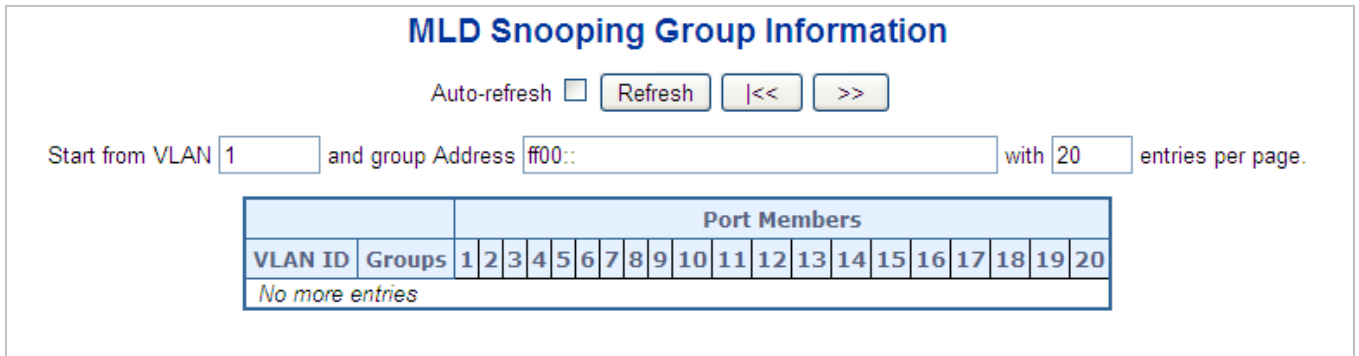 MLD Snooping Group Information
Auto-refresh Refresh |<< >>
Start from VLAN 1 and group Address ff00:: with 20 entries per page.
Port Members
VLAN ID Groups 1 2 3 4 5 6 7 8 9 10 11 12 13 14 15 16 17 18 19 20
No more entries